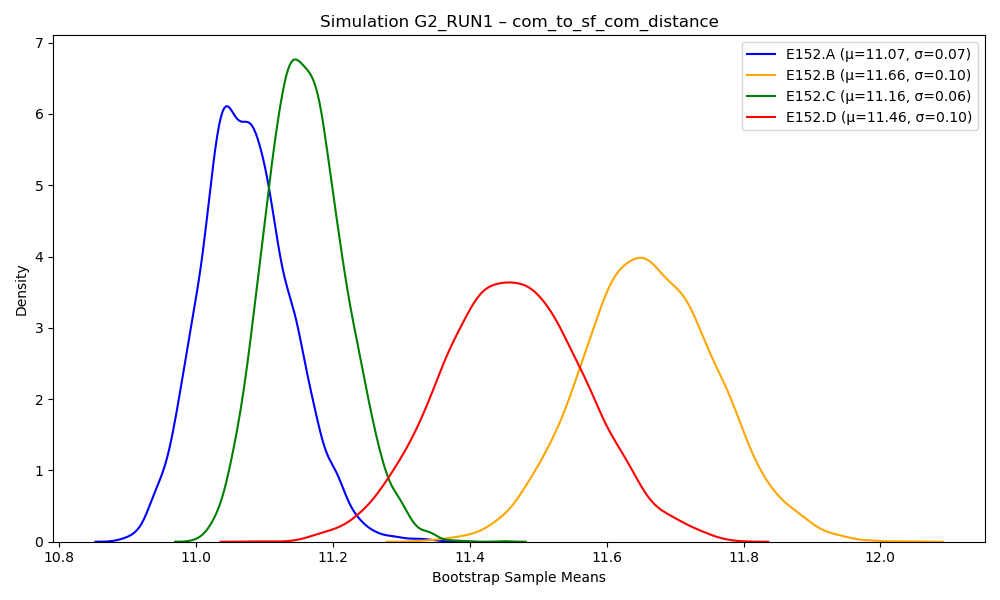 Simulation G2_RUN1 – com_to_sf_com_distance
7
6
5
4
3
2
1
0
Density
E152.A (μ=11.07, σ=0.07)
E152.B (μ=11.66, σ=0.10)
E152.C (μ=11.16, σ=0.06)
E152.D (μ=11.46, σ=0.10)
10.8 11.0 11.2 11.4 11.6 11.8 12.0
Bootstrap Sample Means